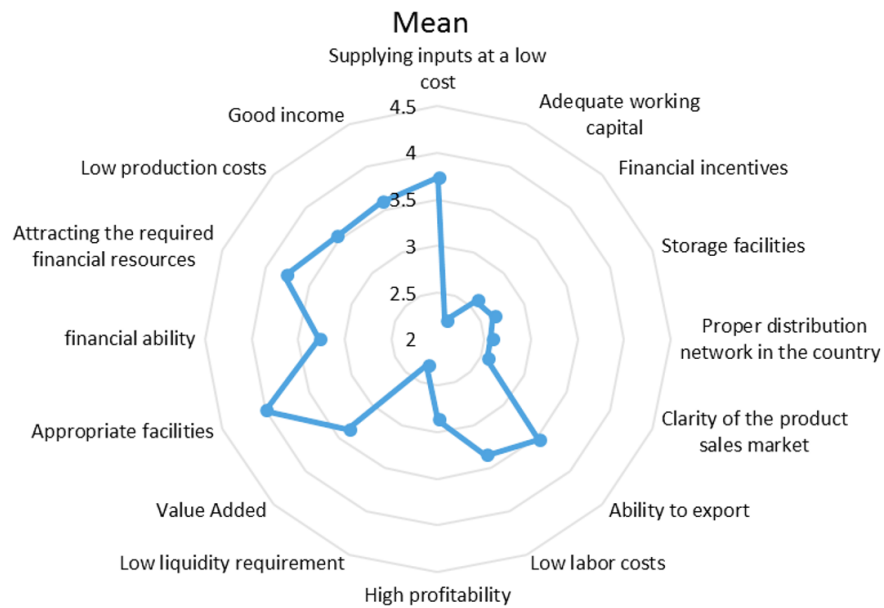 Mean
Supplying inputs at a low
cost
Adequate working
capital
Financial incentives
Storage facilities
Proper distribution
network in the country
Clarity of the product
sales market
Ability to export
Low labor costs
High profitability
Low liquidity requirement
Value Added
Appropriate facilities
financial ability
Attracting the required
financial resources
Low production costs
Good income
4.5
4
3.5
3
2.5
2